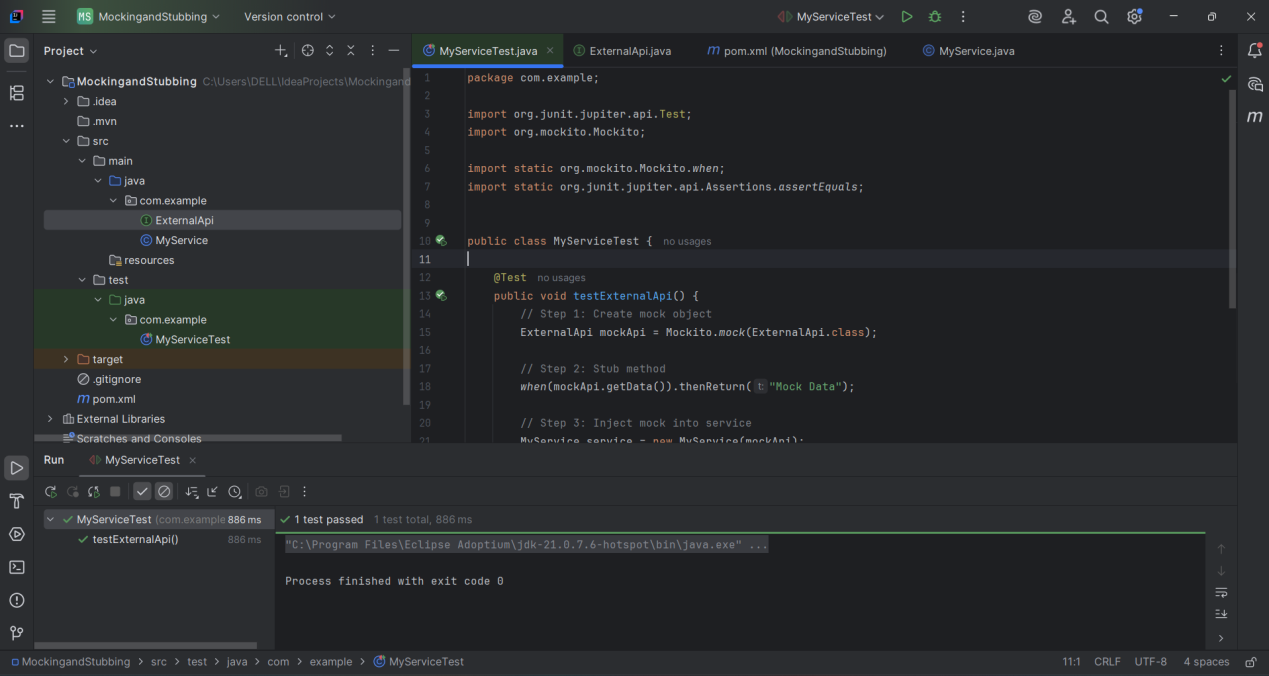 MS MockingandStubbing Version control MyServiceTest
Project
MyServiceTest.java ExternalApi.java m pom.xml (MockingandStubbing) MyService.java
MockingandStubbing C:\Users\DELL\IdeaProjects\Mockingand
.idea
.mvn
src
main
java
com.example
ExternalApi
MyService
resources
test
java
com.example
MyServiceTest
target
.gitignore
m pom.xml
External Libraries
Scratches and Consoles
1 package com.example;
2
3 import org.junit.jupiter.api.Test;
4 import org.mockito.Mockito;
5
6 import static org.mockito.Mockito.when;
7 import static org.junit.jupiter.api.Assertions.assertEquals;
8
9
10 public class MyServiceTest { no usages
11
12 @Test no usages
13 public void testExternalApi() {
14 // Step 1: Create mock object
15 ExternalApi mockApi = Mockito.mock(ExternalApi.class);
16
17 // Step 2: Stub method
18 when(mockApi.getData()).thenReturn( t: "Mock Data");
19
20 // Step 3: Inject mock into service
21 MyService service = new MyService(mockApi);
m
Run MyServiceTest
MyServiceTest (com.example 886 ms
testExternalApi() 886 ms
1 test passed 1 test total, 886 ms
"C:\Program Files\Eclipse Adoptium\jdk-21.0.7.6-hotspot\bin\java.exe" ...
Process finished with exit code 0
MockingandStubbing > src > test > java > com > example > MyServiceTest 11:1 CRLF UTF-8 4 spaces